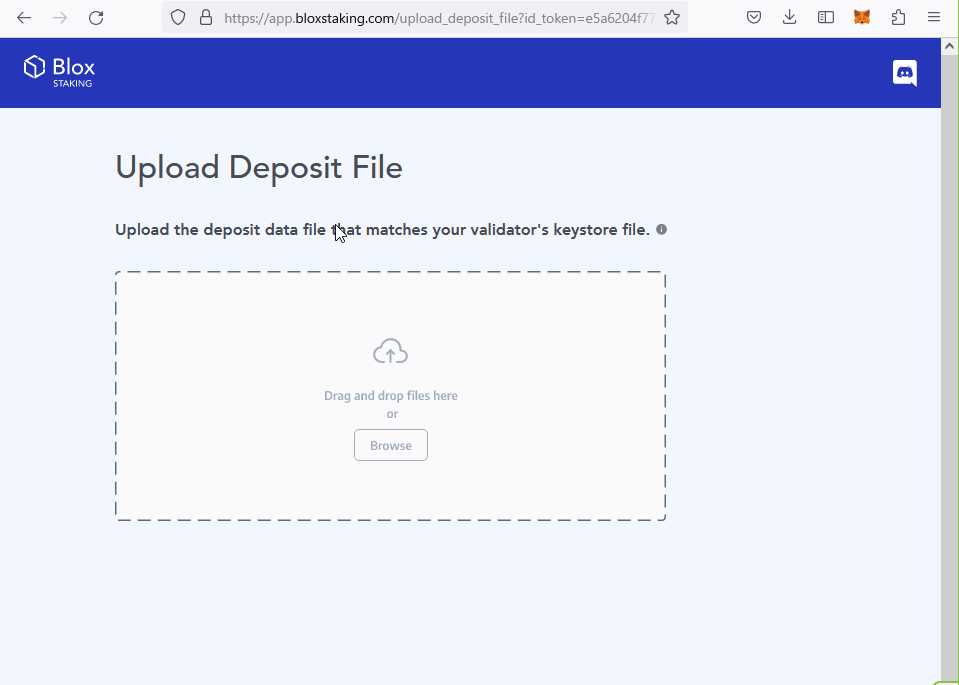 https://app.bloxstaking.com/upload_deposit_file?id_token=e5a6204f77
Blox
STAKING
Upload Deposit File
Upload the deposit data file that matches your validator's keystore file.
Drag and drop files here
or
Browse